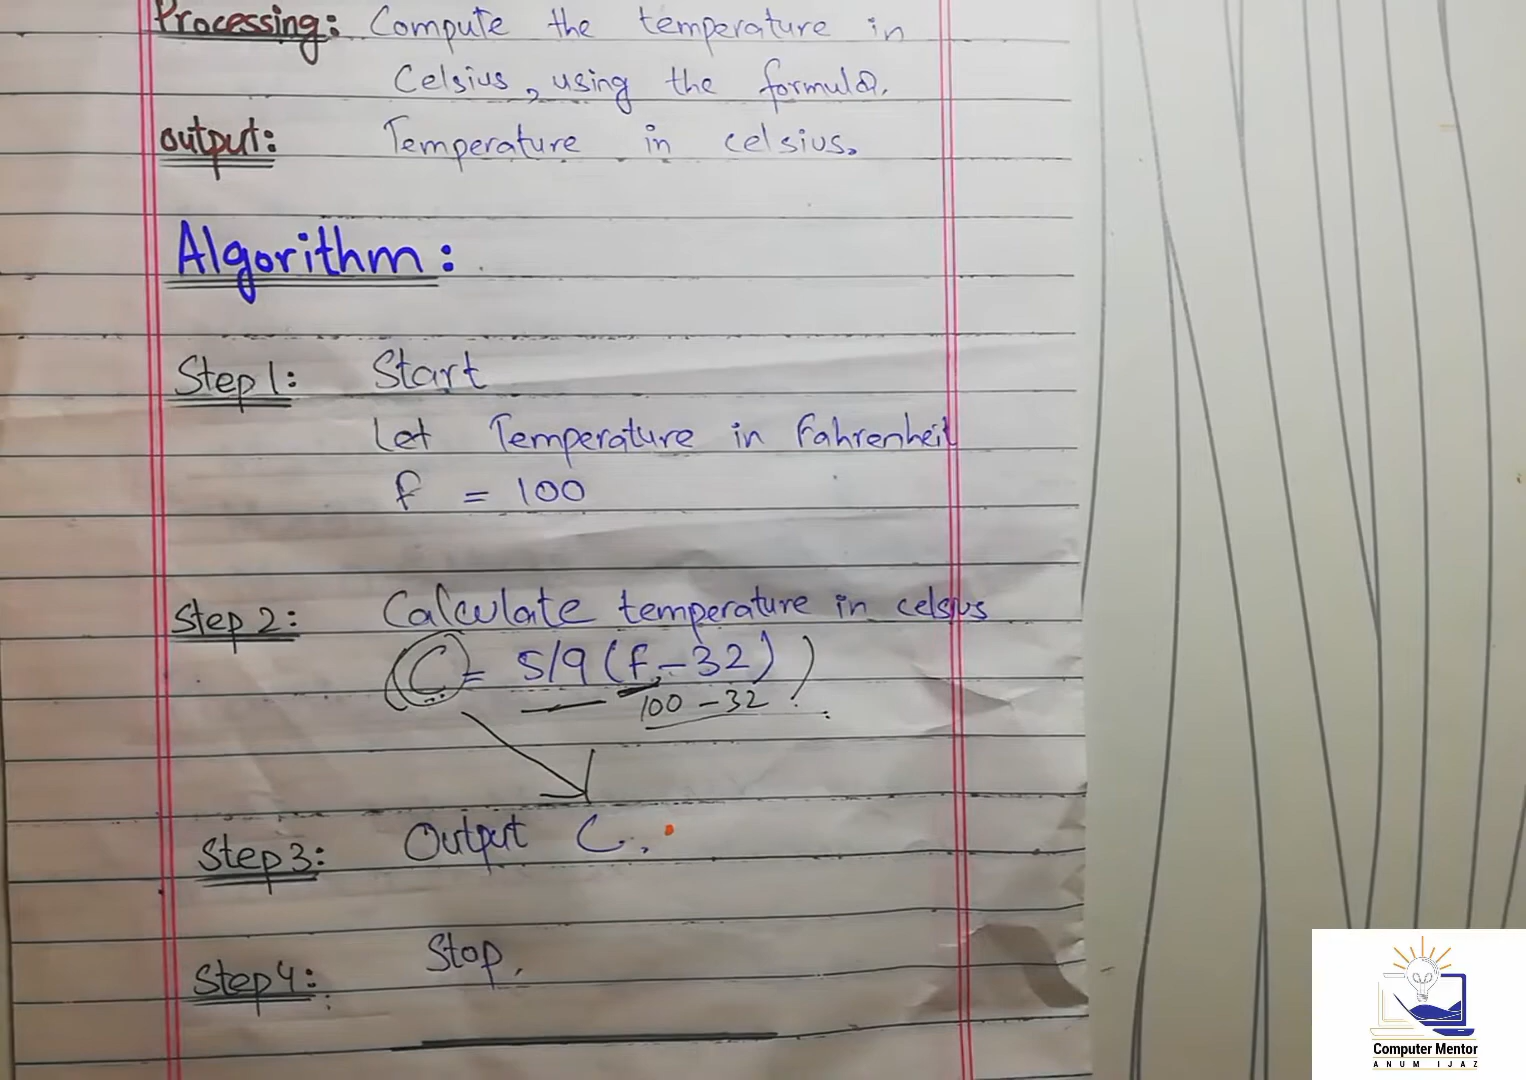 Processing: Compute the temperature in
Celsius, using the formula.
output: Temperature in celsius.
Algorithm:
Step 1: Start
Let Temperature in Fahrenheit
f = 100
Step 2: Calculate temperature in celsius
C = 5/9 (f - 32)
100 - 32
Step 3: Output C.
Step 4: Stop.
Computer Mentor
ANUM IJAZ